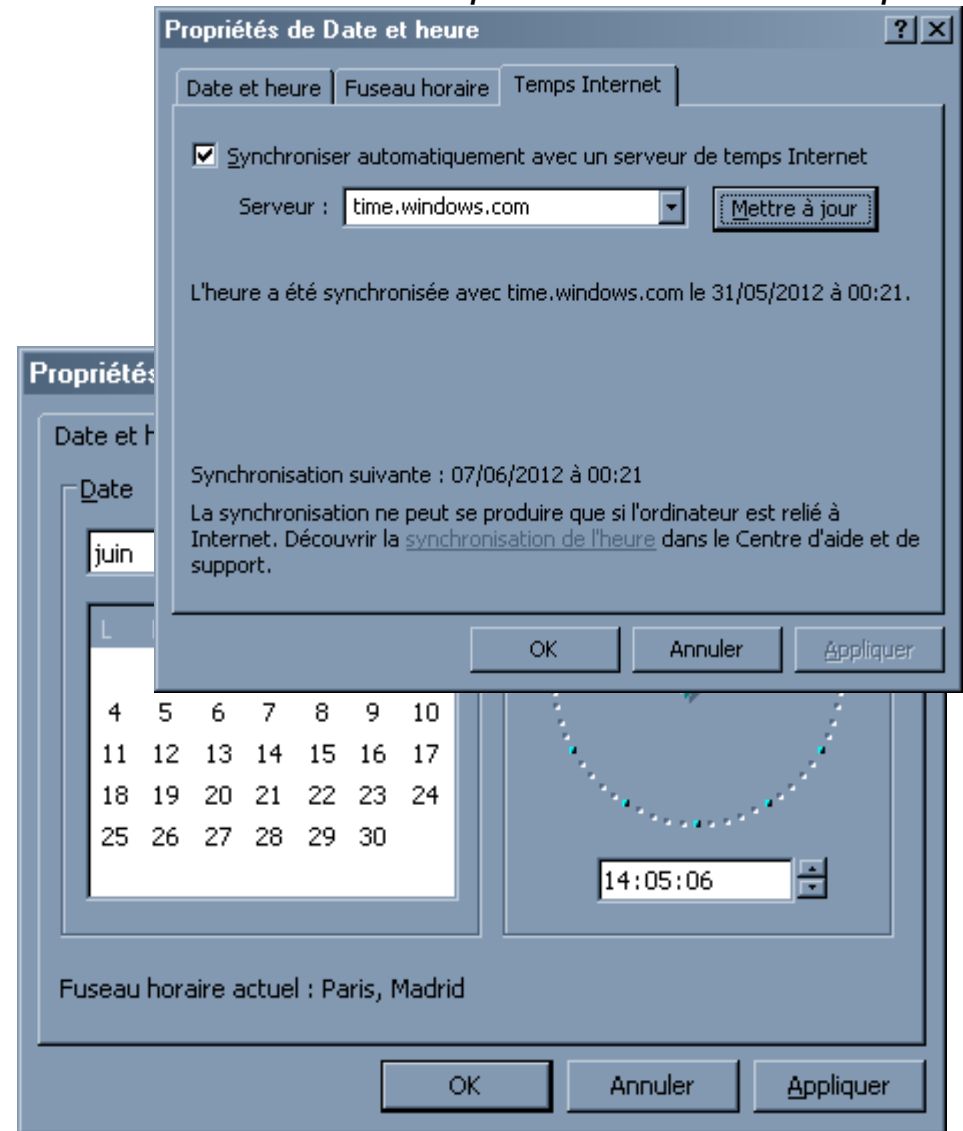 Propriétés de Date et heure
Date et heure
Fuseau horaire
Temps Internet
Synchroniser automatiquement avec un serveur de temps Internet
Serveur : time.windows.com
Mettre à jour
L'heure a été synchronisée avec time.windows.com le 31/05/2012 à 00:21.
Synchronisation suivante : 07/06/2012 à 00:21
La synchronisation ne peut se produire que si l'ordinateur est relié à
Internet. Découvrir la synchronisation de l'heure dans le Centre d'aide et de
support.
OK Annuler Appliquer
Propriétés
Date et h
Date
juin
L
4 5 6 7 8 9 10
11 12 13 14 15 16 17
18 19 20 21 22 23 24
25 26 27 28 29 30
14:05:06
Fuseau horaire actuel : Paris, Madrid
OK Annuler Appliquer